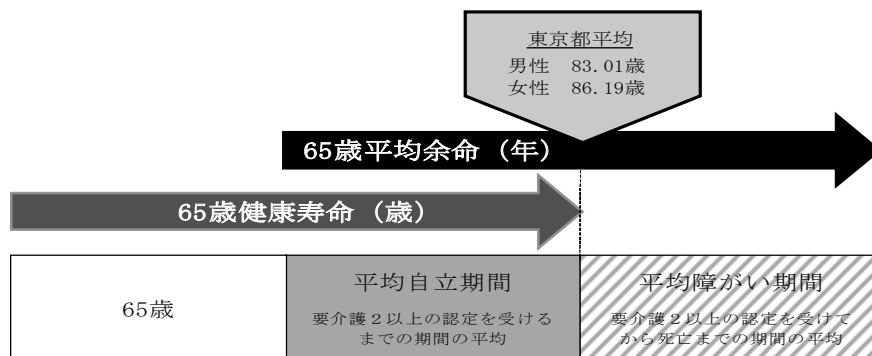 東京都平均
男性　83.01歳
女性　86.19歳
65歳平均余命（年）
65歳健康寿命（歳）
65歳
平均自立期間
要介護２以上の認定を受ける
までの期間の平均
平均障がい期間
要介護２以上の認定を受けて
から死亡までの期間の平均